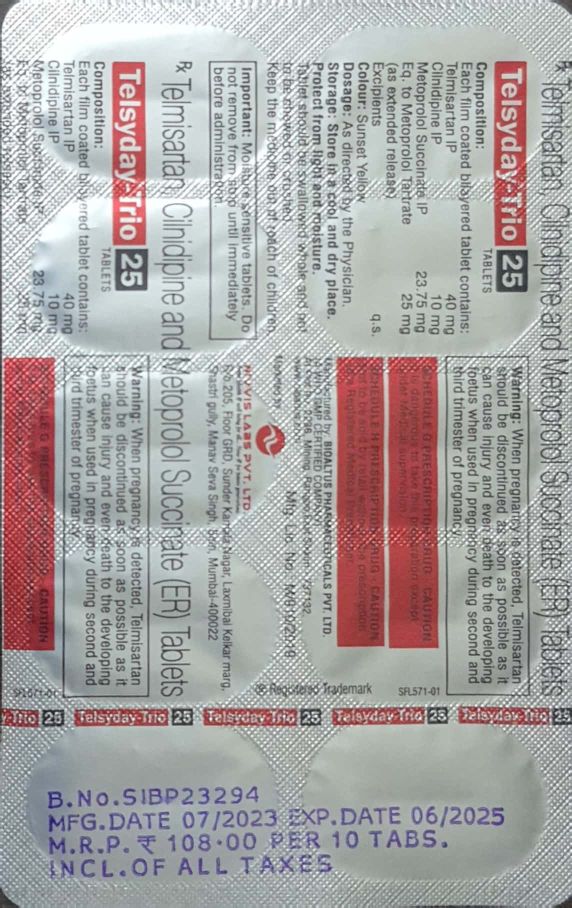 Rx Telmisartan, Cilnidipine and Metoprolol Succinate (ER) Tablets
Telsyday-Trio 25
TABLETS
Composition:
Each film coated bilayered tablet contains:
Telmisartan IP 40 mg
Cilnidipine IP 10 mg
Metoprolol Succinate IP 23.75 mg
Eq. to Metoprolol Tartrate 25 mg
(as extended release)
Excipients q.s.
Colour: Sunset Yellow
Dosage: As directed by the Physician.
Storage: Store in a cool and dry place.
Protect from light and moisture.
Tablet should be swallowed whole and not
to be chewed or crushed.
Keep the medicine out of reach of children.
Important: Moisture sensitive tablets. Do
not remove from strip until immediately
before administration.
Warning: When pregnancy is detected, Telmisartan
should be discontinued as soon as possible as it
can cause injury and even death to the developing
foetus when used in pregnancy during second and
third trimester of pregnancy.
SCHEDULE G PRESCRIPTION DRUG - CAUTION
is dangerous to take this preparation except
under Medical supervision.
SCHEDULE H PRESCRIPTION DRUG - CAUTION
Not to be sold by retail without the prescription
of a Registered Medical
Manufactured by: BIOALTUS PHARMACEUTICALS PVT. LTD.
(A WHO GMP CERTIFIED COMPANY)
Mining, Rangpo, East 737132
Mfg. Lic. No.: M/910/2019
Marketed by
NIVVIS LABS PVT. LTD.
205, Floor GRD, Sunder Kamala Nagar, Laxmibai Kelkar marg,
Shastri gully, Manav Seva Singh, Sion, Mumbai-400022
SFL571-01
® Registered Trademark
Telsyday-Trio 25 Telsyday-Trio 25 Telsyday-Trio 25 Telsyday-Trio 25
B.No.SIBP23294
MFG.DATE 07/2023 EXP.DATE 06/2025
M.R.P. ₹ 108·00 PER 10 TABS.
INCL.OF ALL TAXES
Rx Telmisartan, Cilnidipine and Metoprolol Succinate (ER) Tablets
Telsyday-Trio 25
TABLETS
Composition:
Each film coated bilayered tablet contains:
Telmisartan IP 40 mg
Cilnidipine IP 10 mg
Metoprolol Succinate IP 23.75 mg
Eq. to Metoprolol Tartrate 25 mg
(as extended release)
Warning: When pregnancy is detected, Telmisartan
should be discontinued as soon as possible as it
can cause injury and even death to the developing
foetus when used in pregnancy during second and
third trimester of pregnancy.
SCHEDULE G PRESCRIPTION DRUG - CAUTION